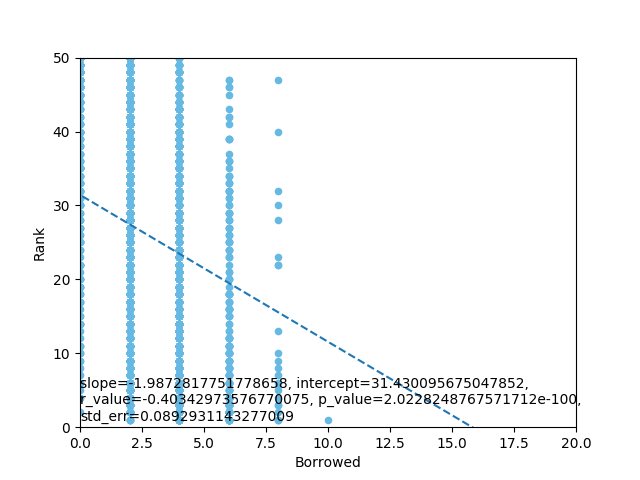 50
40
30
20
10
0
Rank
slope=-1.9872817751778658, intercept=31.430095675047852,
r_value=-0.40342973576770075, p_value=2.0228248767571712e-100,
std_err=0.0892931143277009
0.0 2.5 5.0 7.5 10.0 12.5 15.0 17.5 20.0
Borrowed